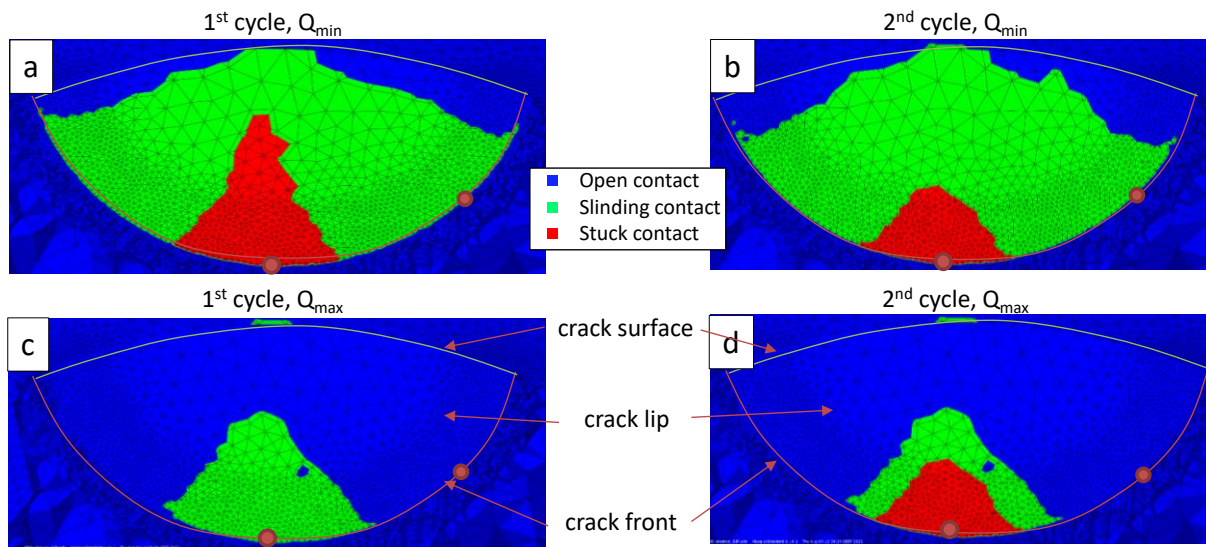 1st cycle, Qmin
2nd cycle, Qmin
a
b
Open contact
Slinding contact
Stuck contact
1st cycle, Qmax
2nd cycle, Qmax
c
d
crack surface
crack lip
crack front